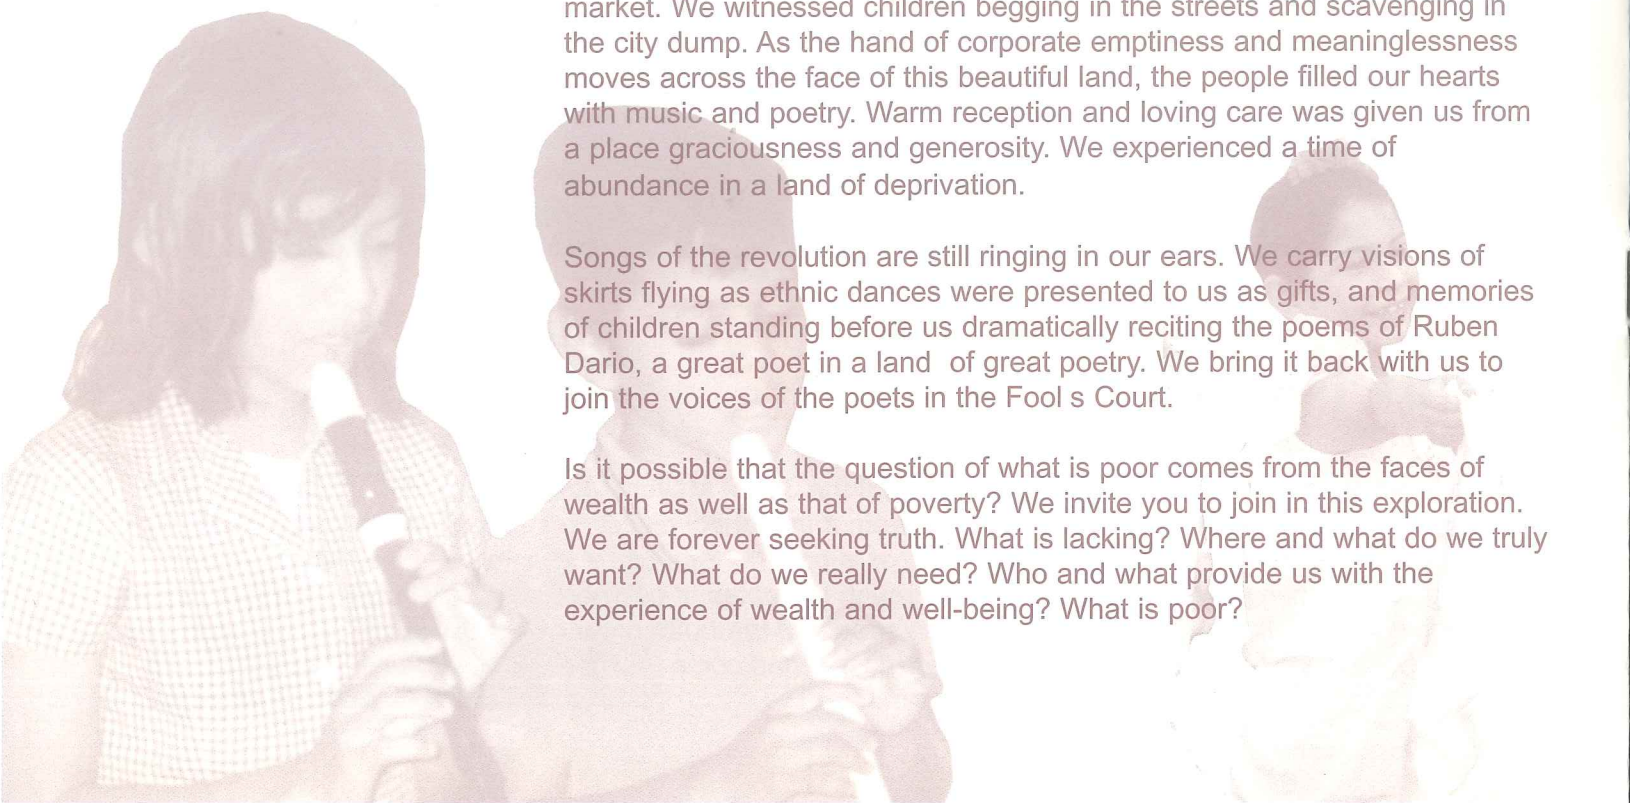 market. We witnessed children begging in the streets and scavenging in
the city dump. As the hand of corporate emptiness and meaninglessness
moves across the face of this beautiful land, the people filled our hearts
with music and poetry. Warm reception and loving care was given us from
a place graciousness and generosity. We experienced a time of
abundance in a land of deprivation.
Songs of the revolution are still ringing in our ears. We carry visions of
skirts flying as ethnic dances were presented to us as gifts, and memories
of children standing before us dramatically reciting the poems of Ruben
Dario, a great poet in a land  of great poetry. We bring it back with us to
join the voices of the poets in the Fool s Court.
Is it possible that the question of what is poor comes from the faces of
wealth as well as that of poverty? We invite you to join in this exploration.
We are forever seeking truth. What is lacking? Where and what do we truly
want? What do we really need? Who and what provide us with the
experience of wealth and well-being? What is poor?